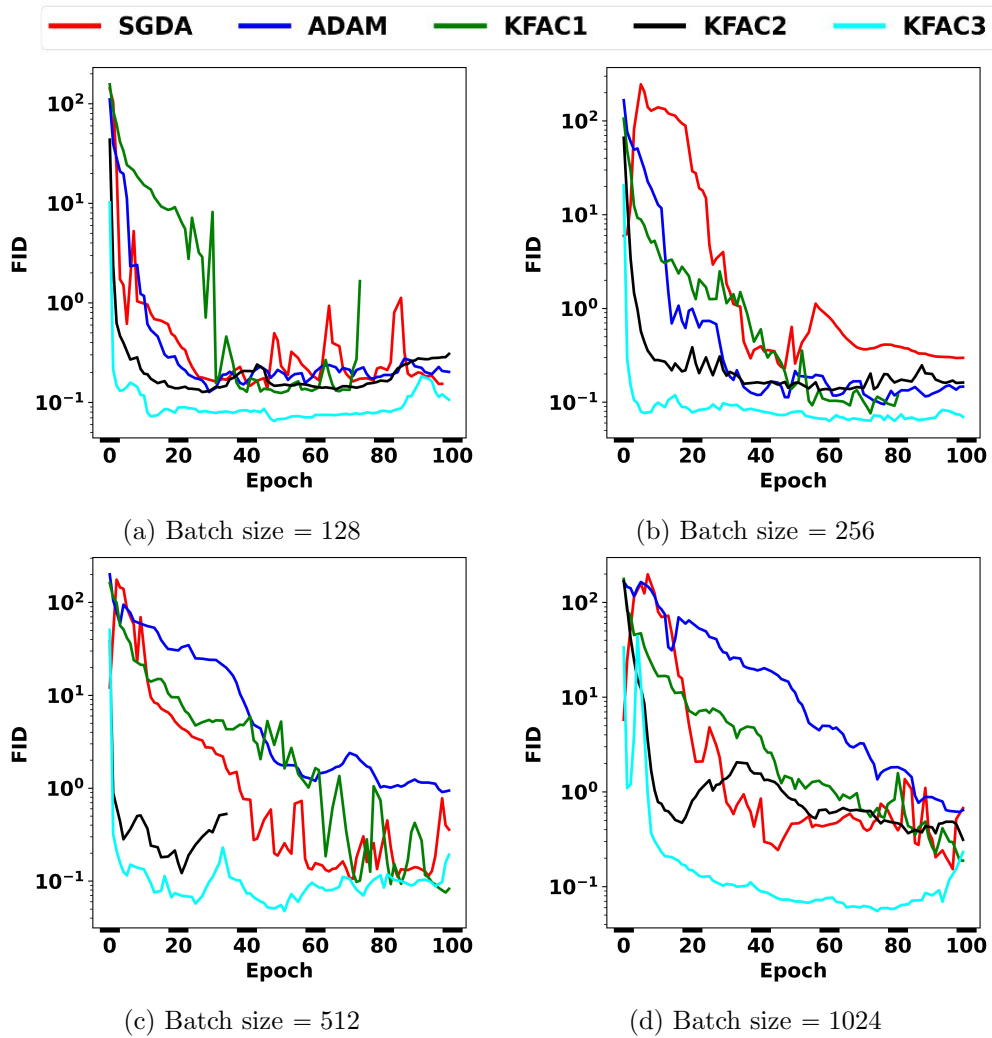 SGDA ADAM KFAC1 KFAC2 KFAC3
10² 10¹ 10⁰ 10⁻¹
FID
0 20 40 60 80 100
Epoch
(a) Batch size = 128
10² 10¹ 10⁰ 10⁻¹
FID
0 20 40 60 80 100
Epoch
(b) Batch size = 256
10² 10¹ 10⁰ 10⁻¹
FID
0 20 40 60 80 100
Epoch
(c) Batch size = 512
10² 10¹ 10⁰ 10⁻¹
FID
0 20 40 60 80 100
Epoch
(d) Batch size = 1024